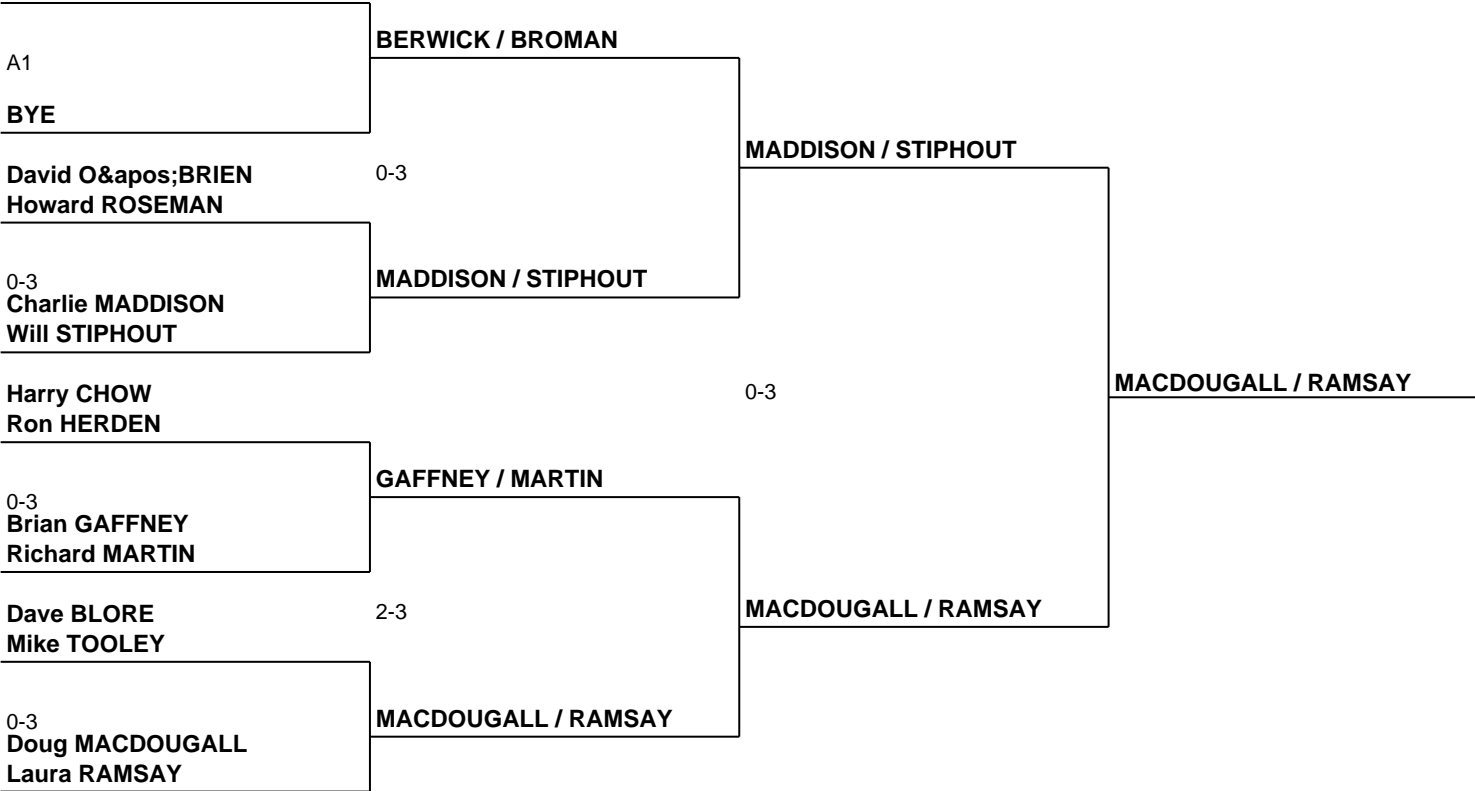 BERWICK / BROMAN
A1
BYE
MADDISON / STIPHOUT
David O&apos;BRIEN
0-3
Howard ROSEMAN
0-3
MADDISON / STIPHOUT
Charlie MADDISON
Will STIPHOUT
Harry CHOW
0-3
MACDOUGALL / RAMSAY
Ron HERDEN
GAFFNEY / MARTIN
0-3
Brian GAFFNEY
Richard MARTIN
Dave BLORE
2-3
MACDOUGALL / RAMSAY
Mike TOOLEY
0-3
MACDOUGALL / RAMSAY
Doug MACDOUGALL
Laura RAMSAY